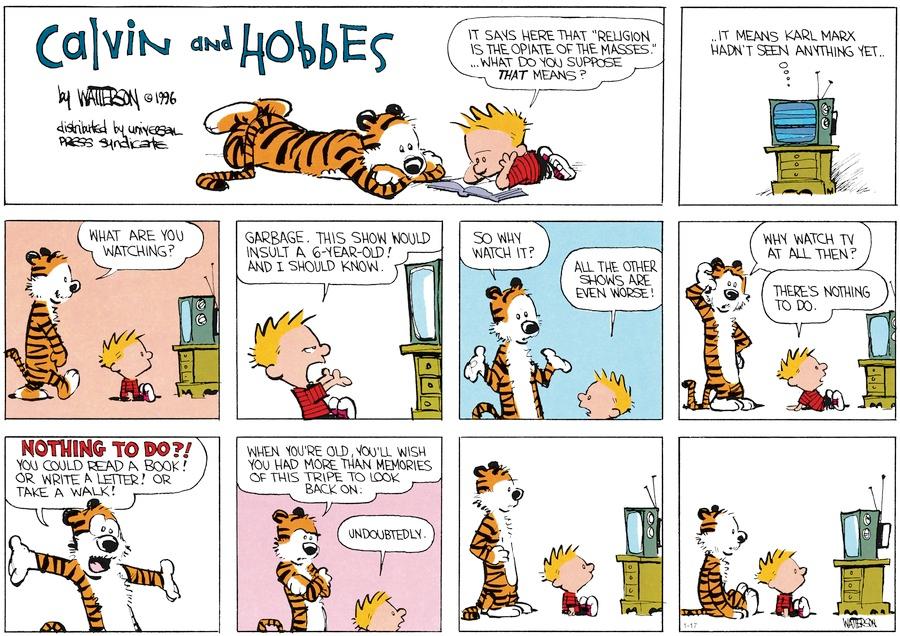 Calvin and Hobbes
by WATTERSON © 1996
distributed by universal
PRESS syndicate
IT SAYS HERE THAT "RELIGION
IS THE OPIATE OF THE MASSES."
...WHAT DO YOU SUPPOSE
THAT MEANS?
..IT MEANS KARL MARX
HADN'T SEEN ANYTHING YET..
WHAT ARE YOU
WATCHING?
GARBAGE. THIS SHOW WOULD
INSULT A 6-YEAR-OLD!
AND I SHOULD KNOW.
SO WHY
WATCH IT?
ALL THE OTHER
SHOWS ARE
EVEN WORSE!
WHY WATCH TV
AT ALL THEN?
THERE'S NOTHING
TO DO.
NOTHING TO DO?!
YOU COULD READ A BOOK!
OR WRITE A LETTER! OR
TAKE A WALK!
WHEN YOU'RE OLD, YOU'LL WISH
YOU HAD MORE THAN MEMORIES
OF THIS TRIPE TO LOOK
BACK ON.
UNDOUBTEDLY.
1-17
WATTERSON